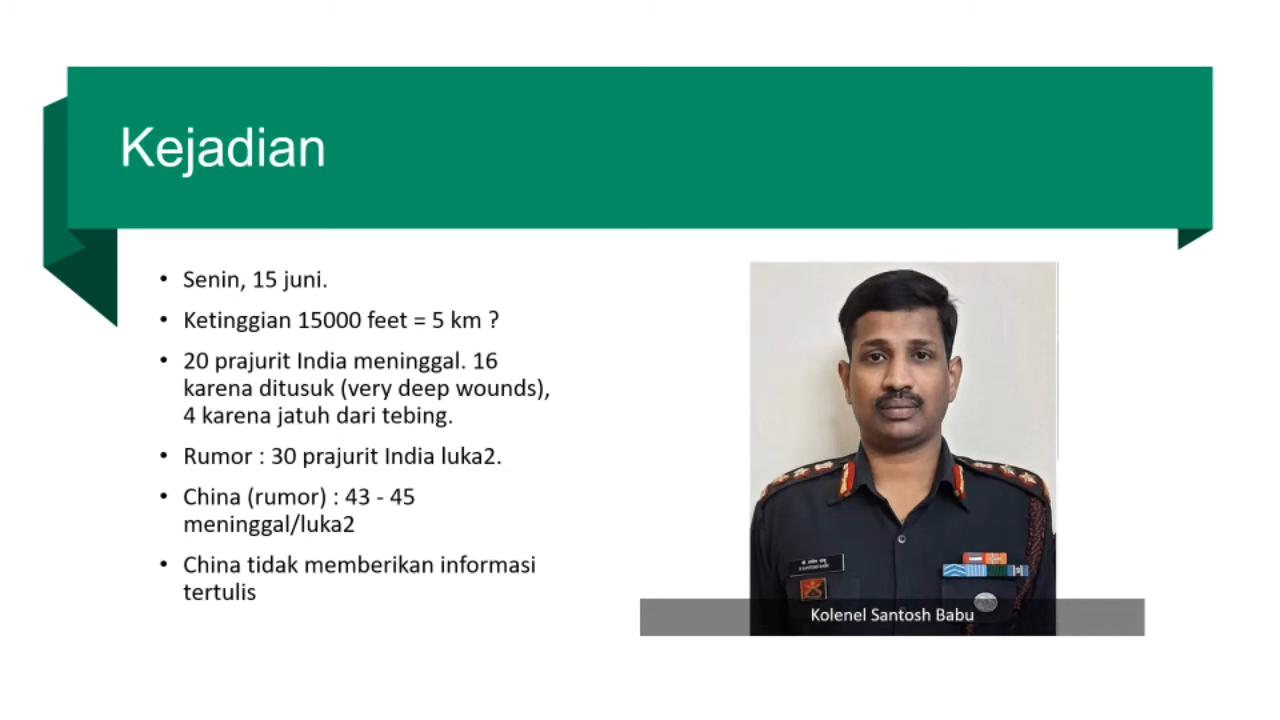 Kejadian
• Senin, 15 juni.
• Ketinggian 15000 feet = 5 km ?
• 20 prajurit India meninggal. 16
karena ditusuk (very deep wounds),
4 karena jatuh dari tebing.
• Rumor : 30 prajurit India luka2.
• China (rumor) : 43 - 45
meninggal/luka2
• China tidak memberikan informasi
tertulis
Kolenel Santosh Babu